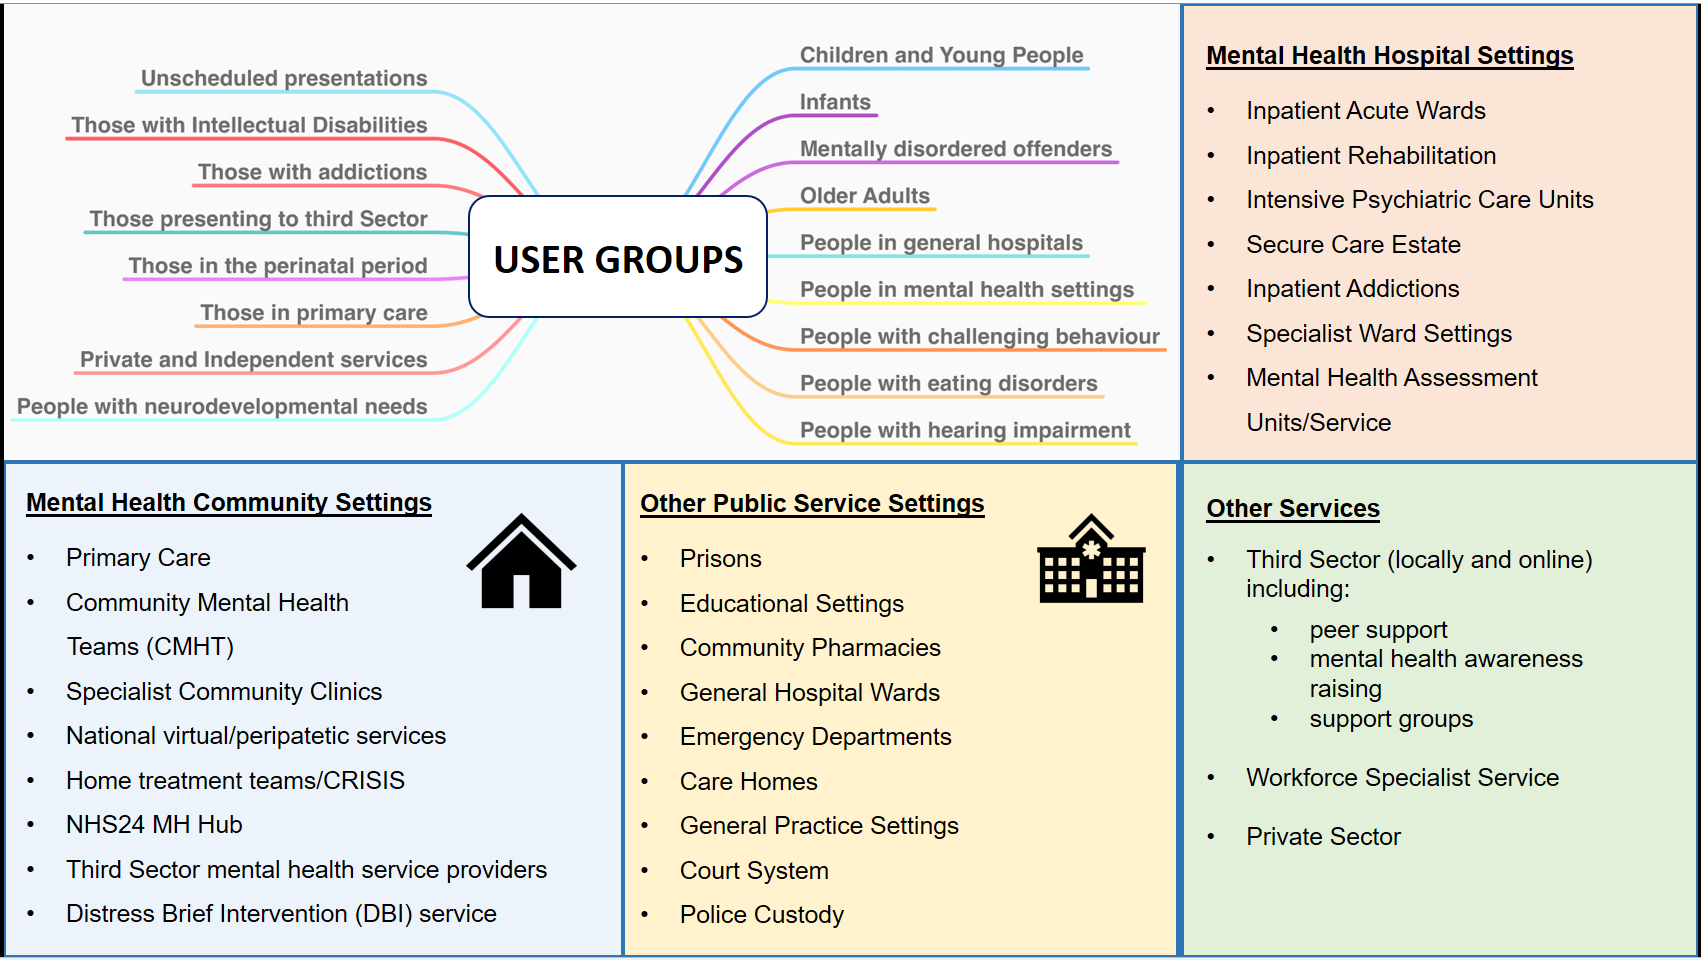 Unscheduled presentations
Those with Intellectual Disabilities
Those with addictions
Those presenting to third Sector
Those in the perinatal period
Those in primary care
Private and Independent services
People with neurodevelopmental needs
USER GROUPS
Children and Young People
Infants
Mentally disordered offenders
Older Adults
People in general hospitals
People in mental health settings
People with challenging behaviour
People with eating disorders
People with hearing impairment
Mental Health Hospital Settings
• Inpatient Acute Wards
• Inpatient Rehabilitation
• Intensive Psychiatric Care Units
• Secure Care Estate
• Inpatient Addictions
• Specialist Ward Settings
• Mental Health Assessment
Units/Service
Mental Health Community Settings
• Primary Care
• Community Mental Health
Teams (CMHT)
• Specialist Community Clinics
• National virtual/peripatetic services
• Home treatment teams/CRISIS
• NHS24 MH Hub
• Third Sector mental health service providers
• Distress Brief Intervention (DBI) service
Other Public Service Settings
• Prisons
• Educational Settings
• Community Pharmacies
• General Hospital Wards
• Emergency Departments
• Care Homes
• General Practice Settings
• Court System
• Police Custody
Other Services
• Third Sector (locally and online)
including:
• peer support
• mental health awareness
raising
• support groups
• Workforce Specialist Service
• Private Sector